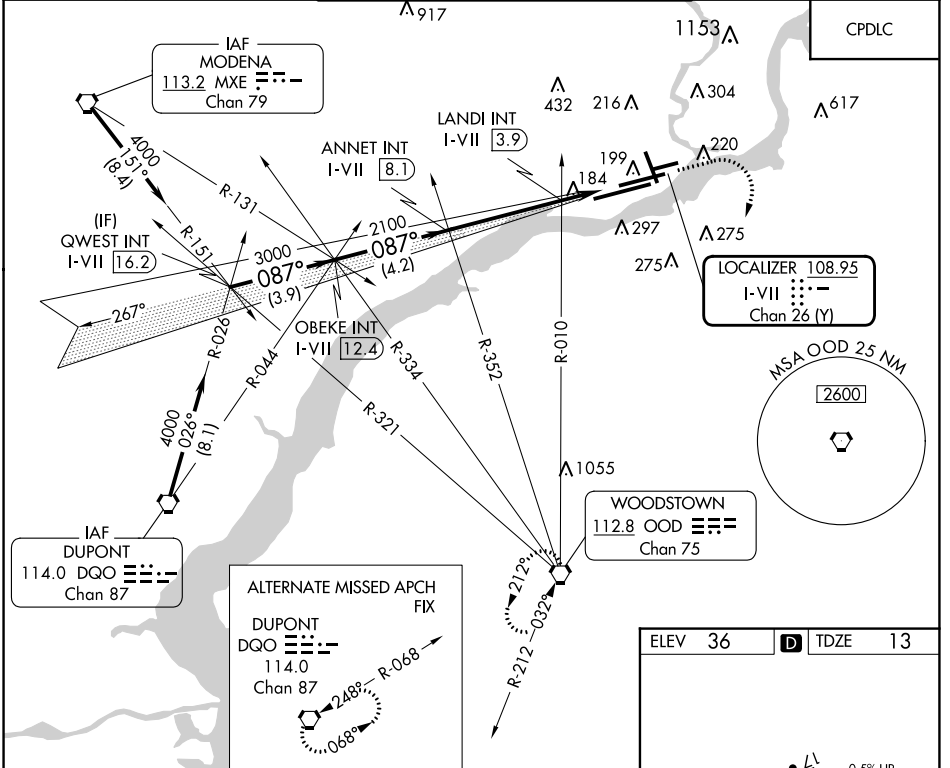 917
1153
CPDLC
IAF
MODENA
113.2 MXE
Chan 79
432
216
304
617
LANDI INT
I-VII 3.9
ANNET INT
I-VII 8.1
199
220
184
4000
151°
(8.4)
R-131
R-151
(IF)
QWEST INT
I-VII 16.2
3000
087°
(3.9)
2100
087°
(4.2)
297
275
275
LOCALIZER 108.95
I-VII
Chan 26 (Y)
267°
R-026
R-044
OBEKE INT
I-VII 12.4
R-334
R-352
R-010
R-321
MSA OOD 25 NM
2600
4000
026°
(8.1)
1055
IAF
DUPONT
114.0 DQO
Chan 87
WOODSTOWN
112.8 OOD
Chan 75
212°
032°
R-212
ALTERNATE MISSED APCH
FIX
DUPONT
DQO
114.0
Chan 87
R-068
248°
068°
ELEV 36 D TDZE 13
17
0.5% UP